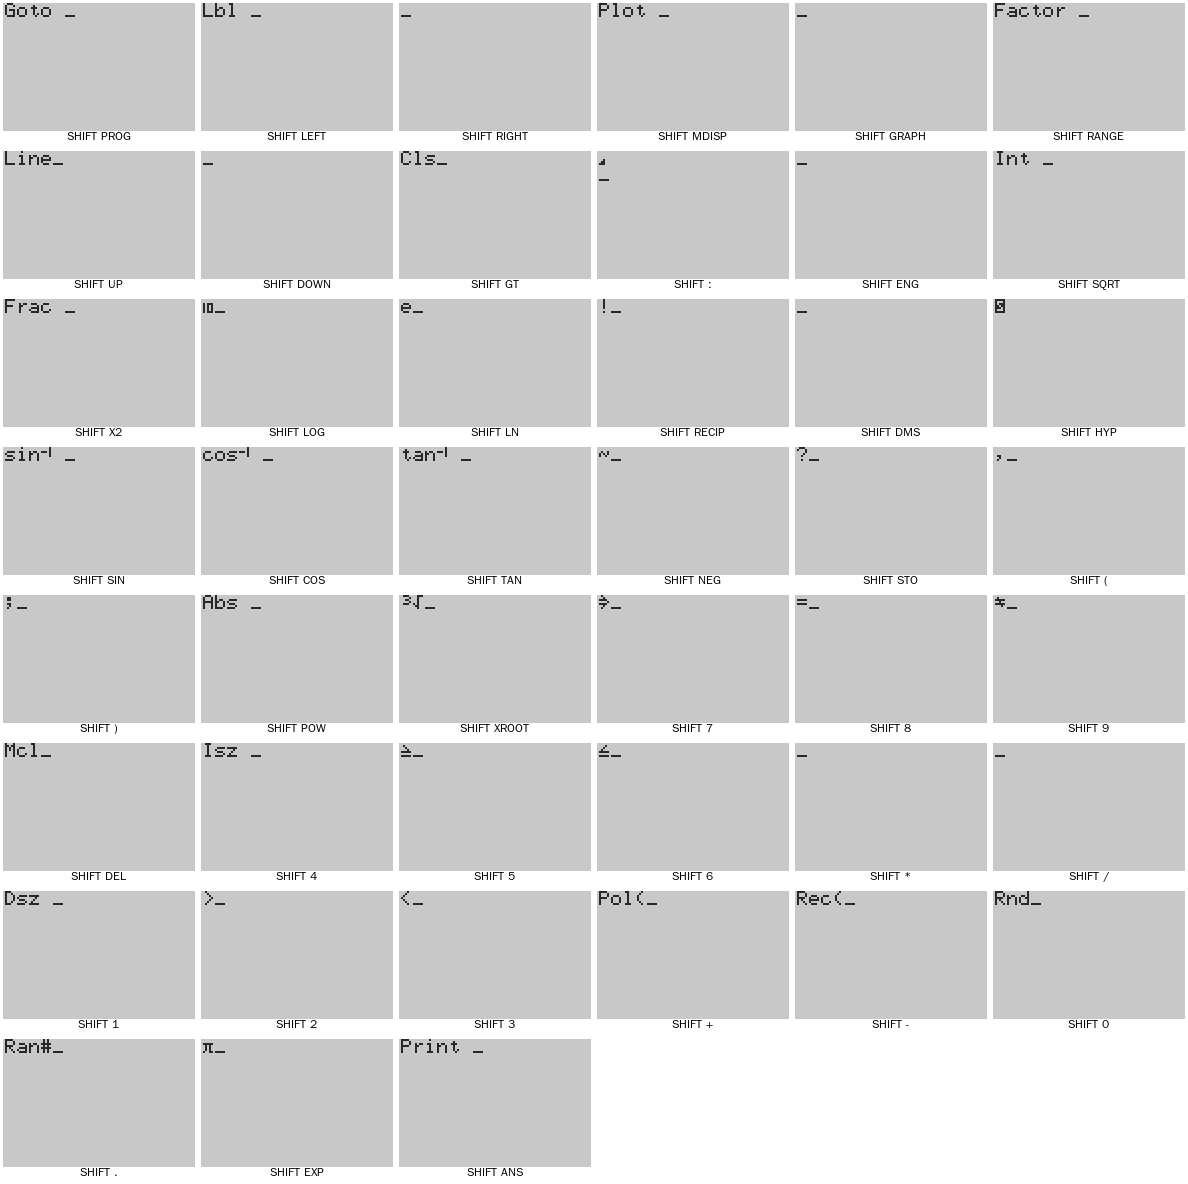 Goto _ Lbl _ _ Plot _ _ Factor _
SHIFT PROG SHIFT LEFT SHIFT RIGHT SHIFT MDISP SHIFT GRAPH SHIFT RANGE
Line_ _ Cls_ ◢ _ Int _
_
SHIFT UP SHIFT DOWN SHIFT GT SHIFT : SHIFT ENG SHIFT SQRT
Frac _ ⏨_ e_ !_ _ 
SHIFT X2 SHIFT LOG SHIFT LN SHIFT RECIP SHIFT DMS SHIFT HYP
sin⁻¹ _ cos⁻¹ _ tan⁻¹ _ ~_ ?_ ,_
SHIFT SIN SHIFT COS SHIFT TAN SHIFT NEG SHIFT STO SHIFT (
;_ Abs _ ³√_ ⇒_ =_ ≠_
SHIFT ) SHIFT POW SHIFT XROOT SHIFT 7 SHIFT 8 SHIFT 9
Mcl_ Isz _ ≥_ ≤_ _ _
SHIFT DEL SHIFT 4 SHIFT 5 SHIFT 6 SHIFT * SHIFT /
Dsz _ >_ <_ Pol(_ Rec(_ Rnd_
SHIFT 1 SHIFT 2 SHIFT 3 SHIFT + SHIFT - SHIFT 0
Ran#_ π_ Print _
SHIFT . SHIFT EXP SHIFT ANS